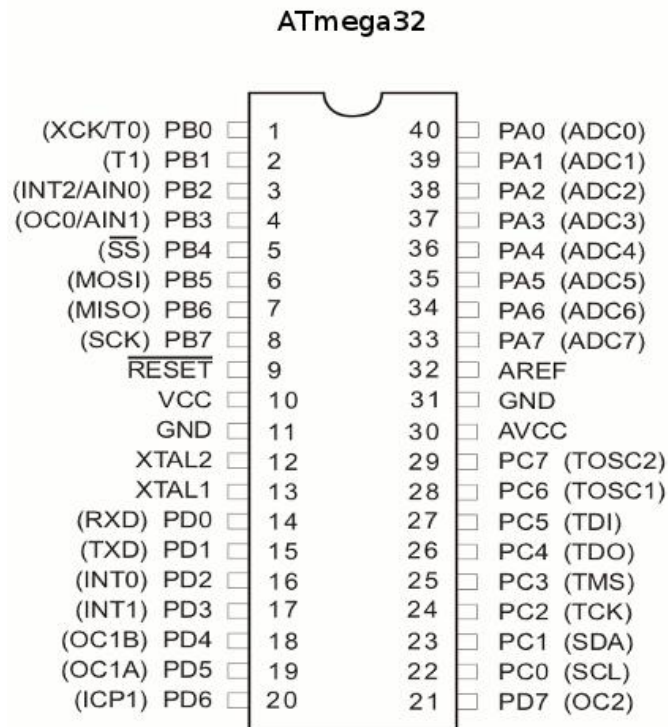 ATmega32
(XCK/T0) PB0 1 40 PA0 (ADC0)
(T1) PB1 2 39 PA1 (ADC1)
(INT2/AIN0) PB2 3 38 PA2 (ADC2)
(OC0/AIN1) PB3 4 37 PA3 (ADC3)
(SS) PB4 5 36 PA4 (ADC4)
(MOSI) PB5 6 35 PA5 (ADC5)
(MISO) PB6 7 34 PA6 (ADC6)
(SCK) PB7 8 33 PA7 (ADC7)
RESET 9 32 AREF
VCC 10 31 GND
GND 11 30 AVCC
XTAL2 12 29 PC7 (TOSC2)
XTAL1 13 28 PC6 (TOSC1)
(RXD) PD0 14 27 PC5 (TDI)
(TXD) PD1 15 26 PC4 (TDO)
(INT0) PD2 16 25 PC3 (TMS)
(INT1) PD3 17 24 PC2 (TCK)
(OC1B) PD4 18 23 PC1 (SDA)
(OC1A) PD5 19 22 PC0 (SCL)
(ICP1) PD6 20 21 PD7 (OC2)